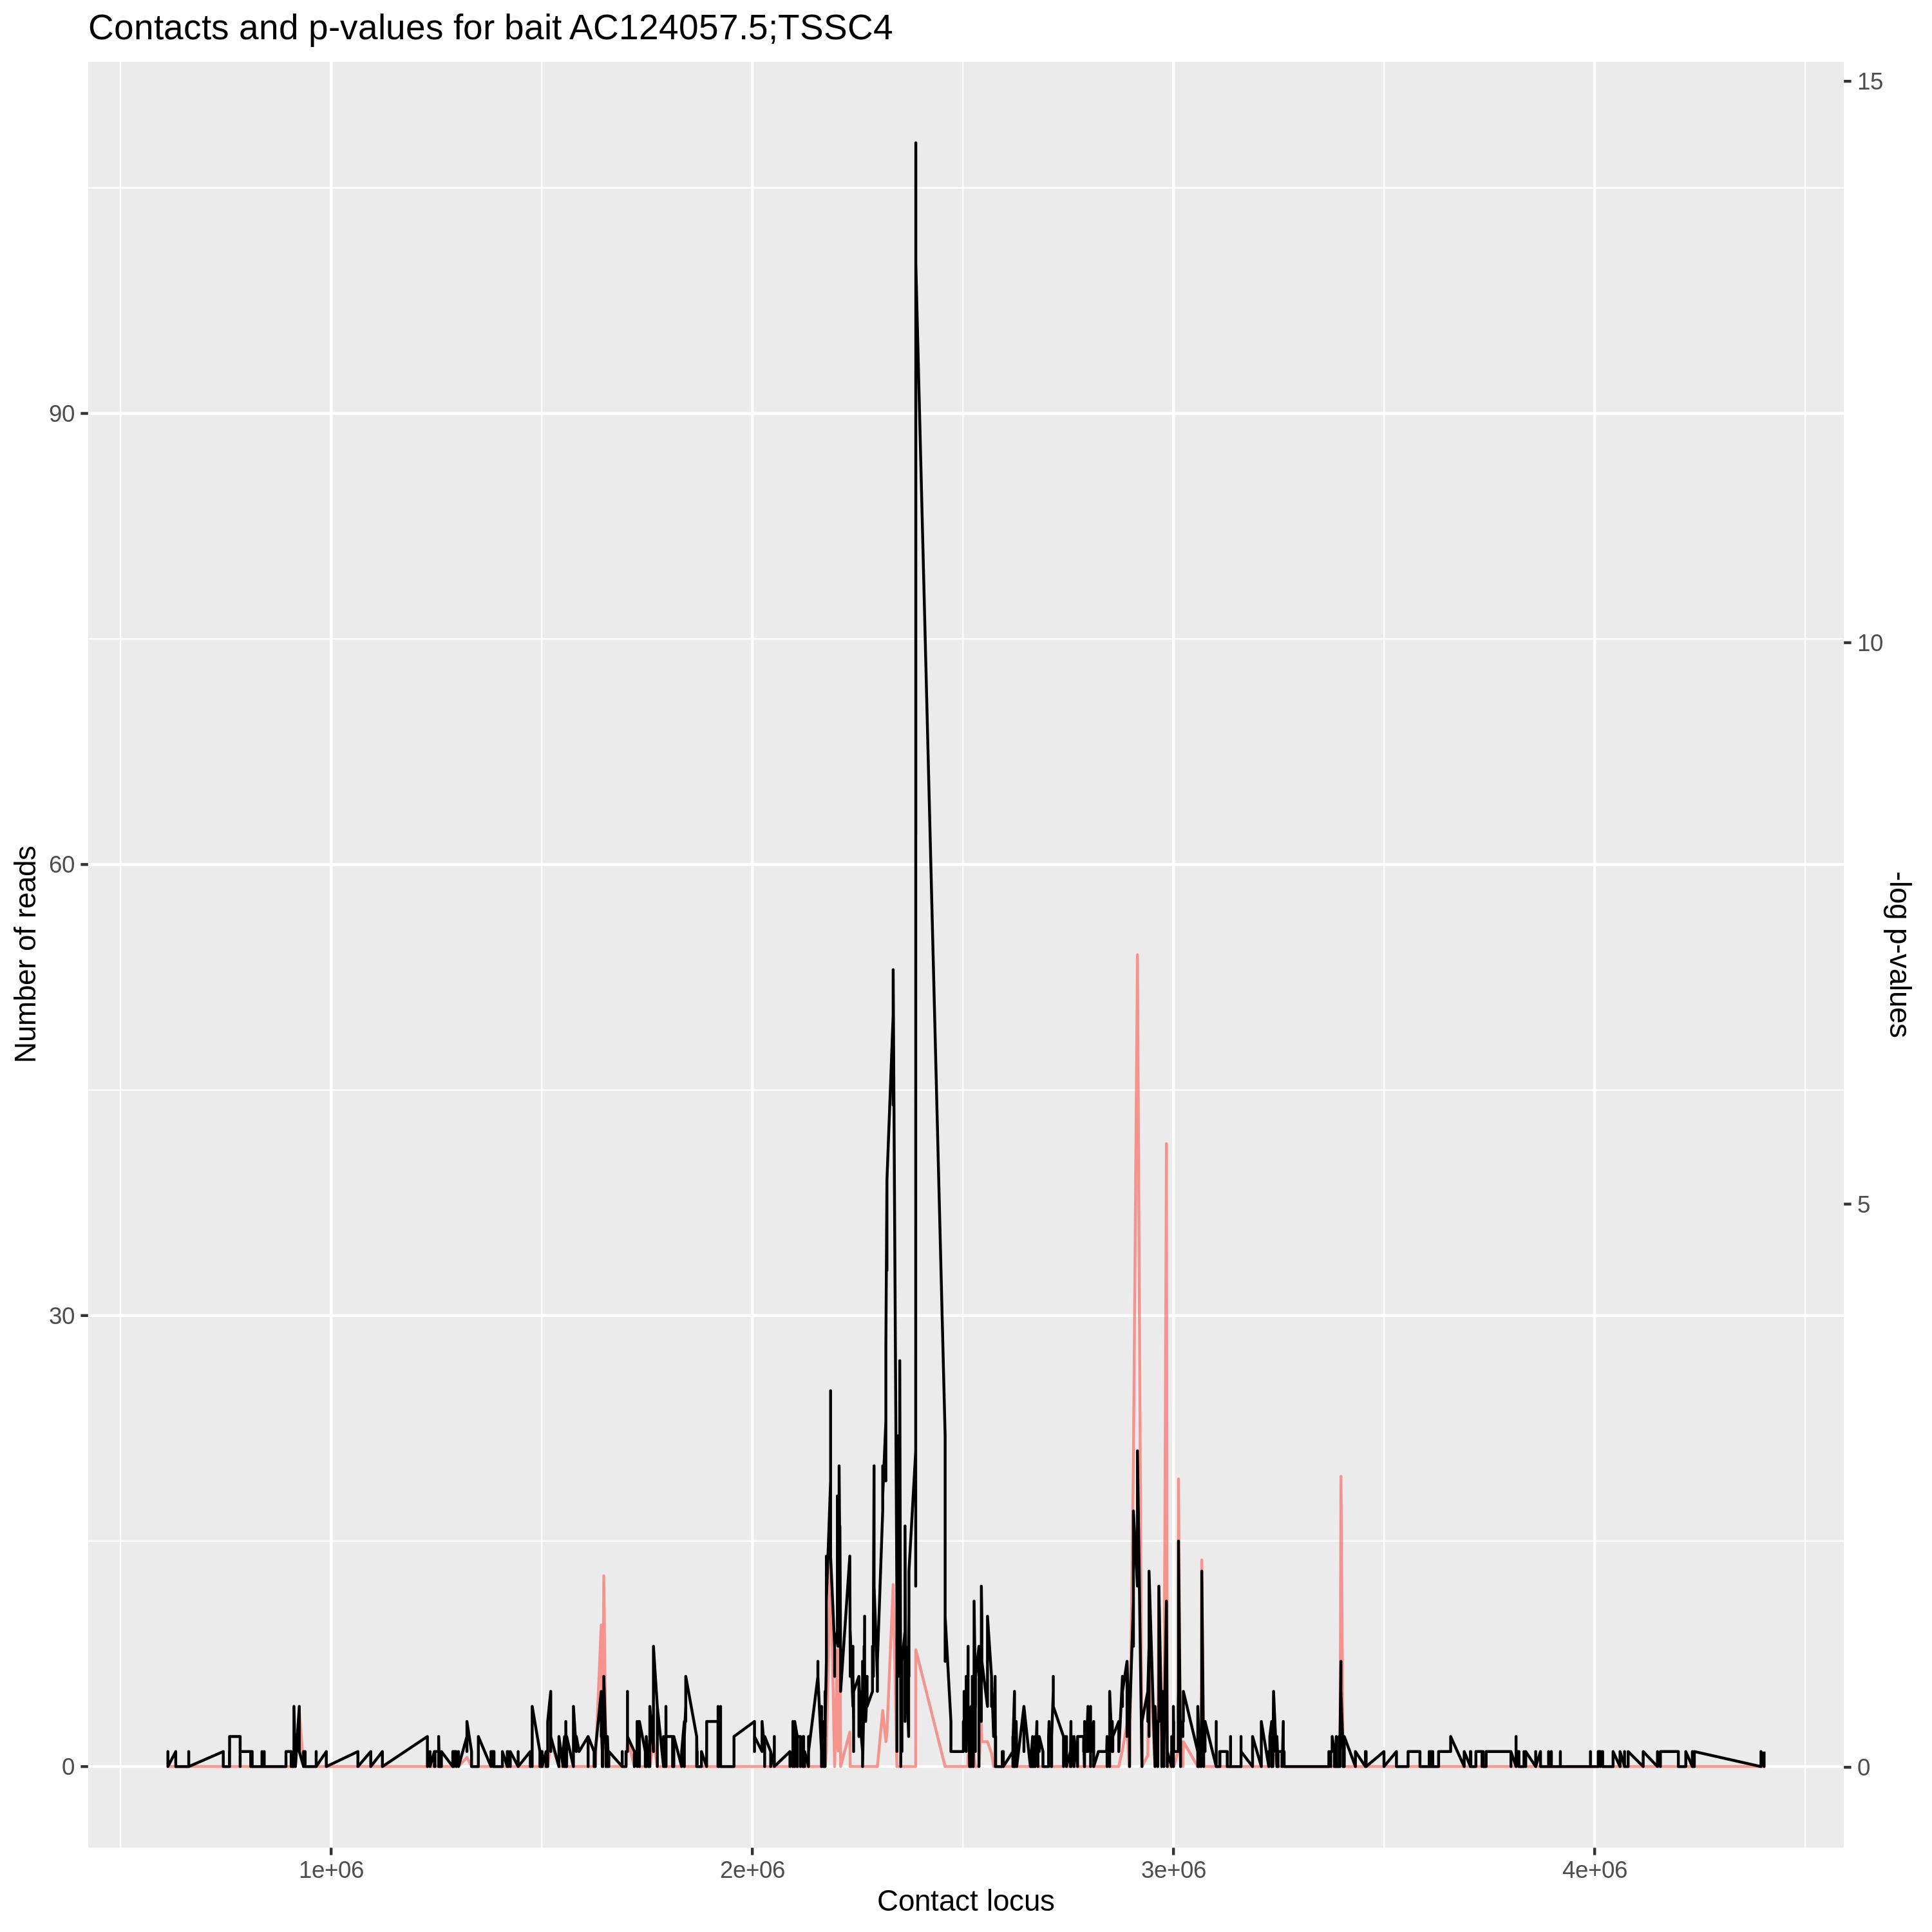 Contacts and p-values for bait AC124057.5;TSSC4
15
90
10
60
Number of reads
-log p-values
5
30
0
0
1e+06
2e+06
3e+06
4e+06
Contact locus